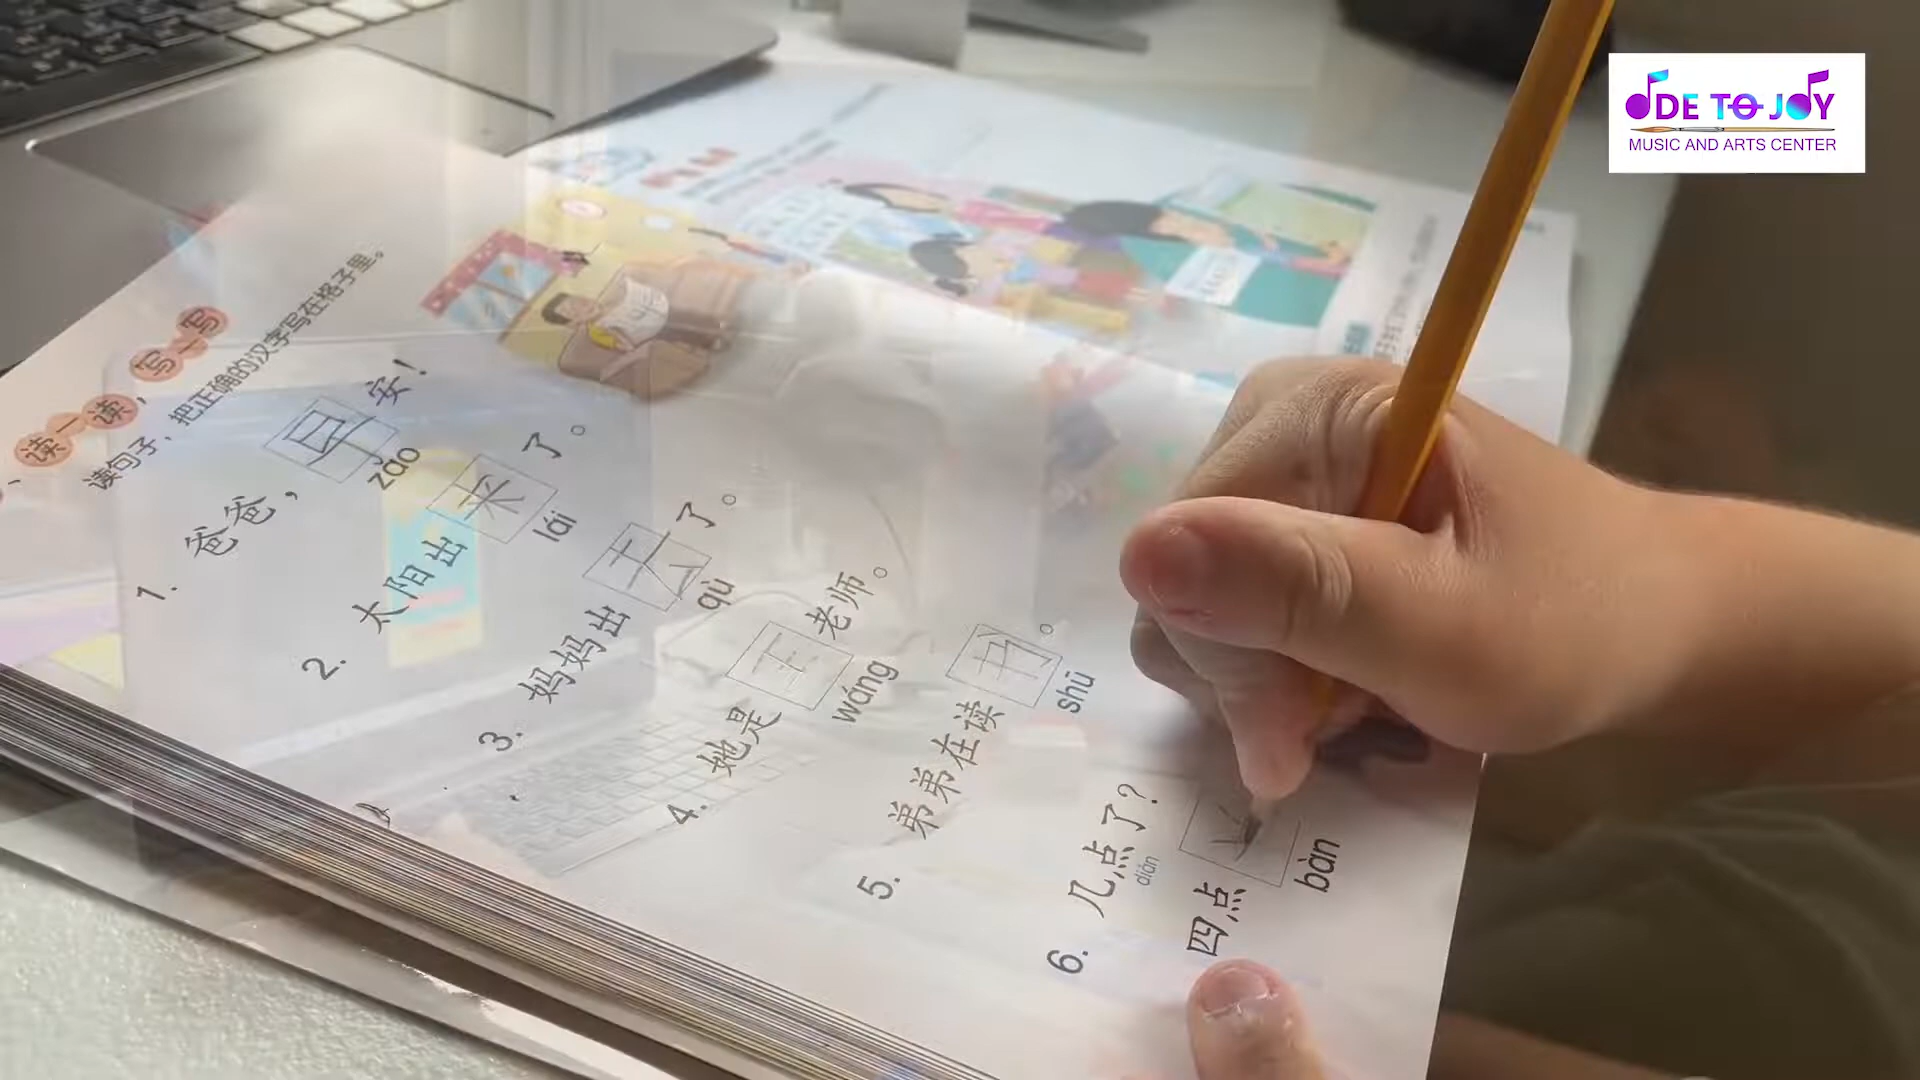 ODE TO JOY
MUSIC AND ARTS CENTER
读一读，写一写
读句子，把正确的汉字写在格子里。
1. 爸爸，早安！
zǎo
2. 太阳出来了。
lái
3. 妈妈出去了。
qù
4. 她是王老师。
wáng
5. 弟弟在读书。
shū
6. 几点了？
diǎn
四点
bàn